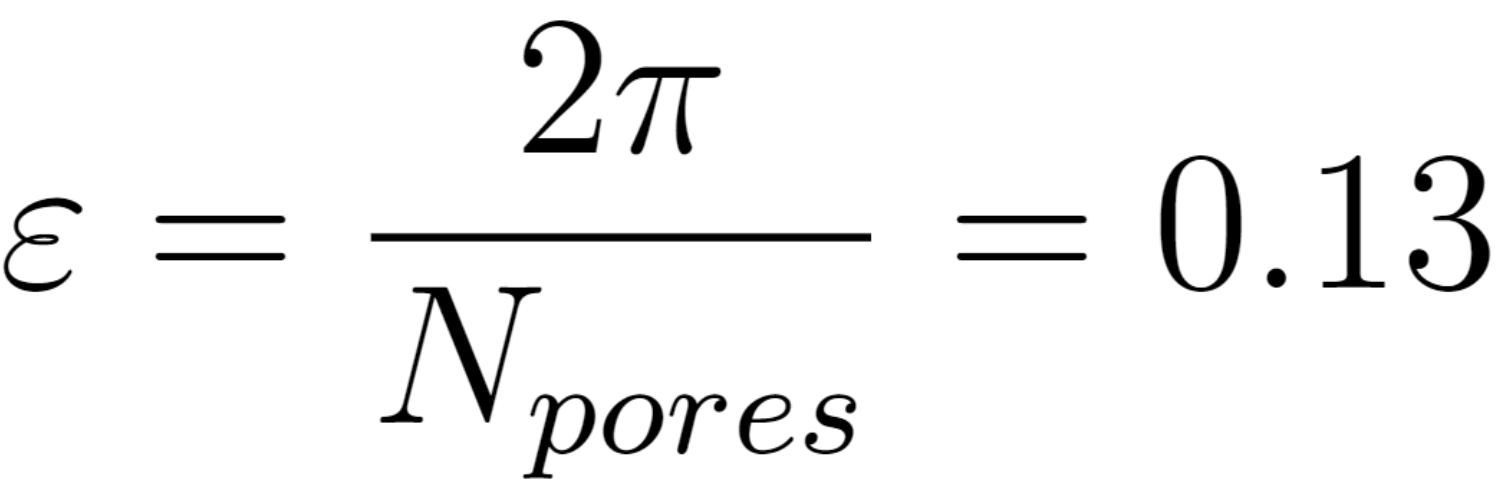 ε = 2π / N_pores = 0.13